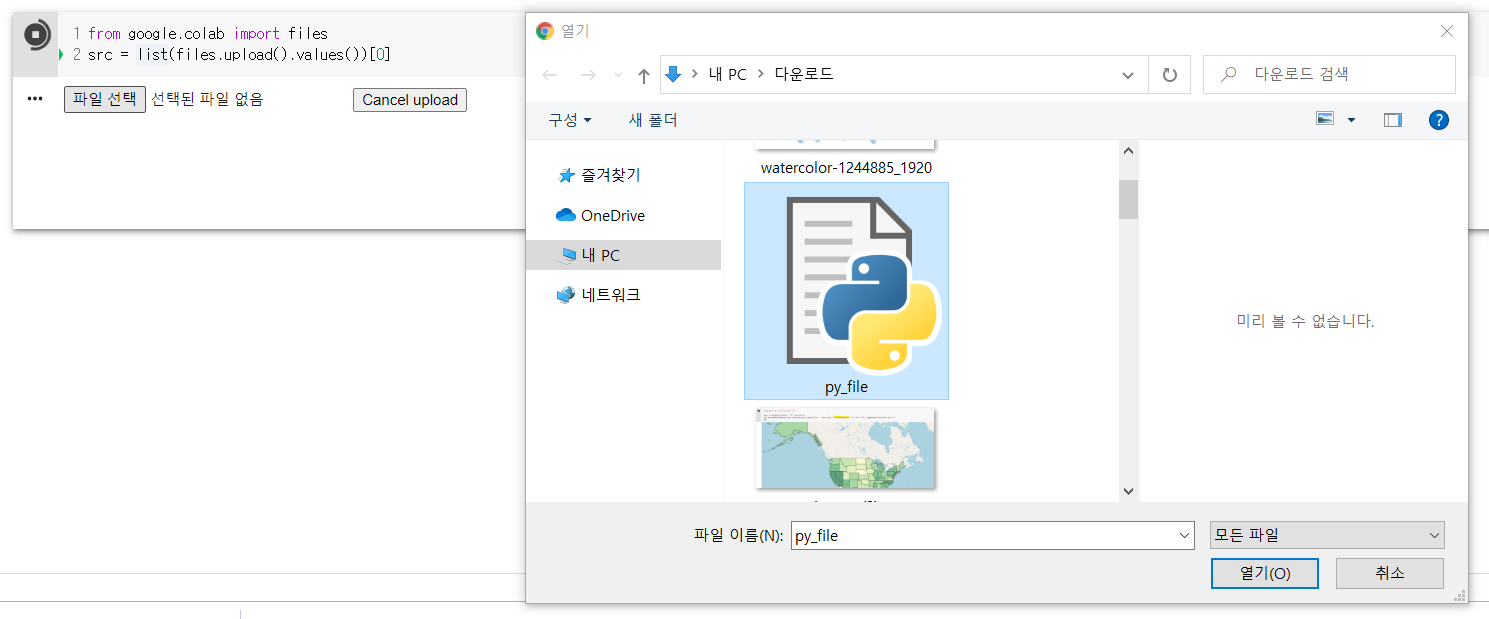 1 from google.colab import files
2 src = list(files.upload().values())[0]
파일 선택 선택된 파일 없음 Cancel upload
열기
내 PC 다운로드
다운로드 검색
구성 새 폴더
즐겨찾기
OneDrive
내 PC
네트워크
watercolor-1244885_1920
py_file
미리 볼 수 없습니다.
파일 이름(N): py_file 모든 파일
열기(O) 취소